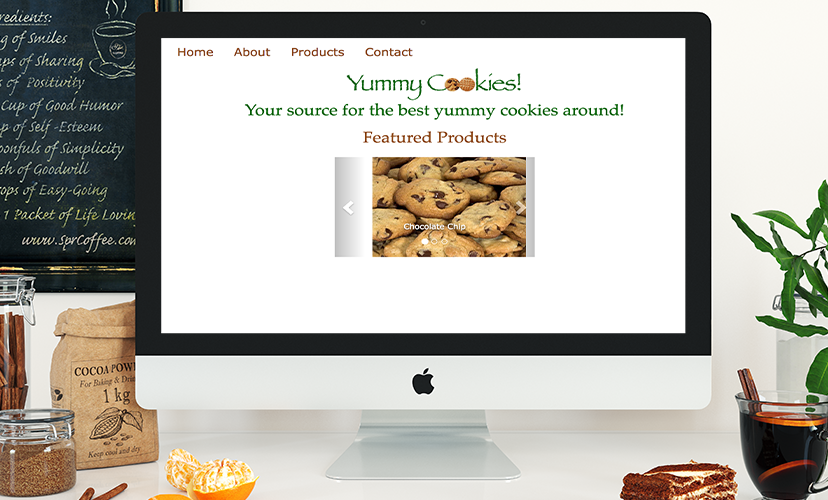 redients:
g of Smiles
ps of Sharing
s of Positivity
Cup of Good Humor
p of Self-Esteem
oonfuls of Simplicity
sh of Goodwill
rops of Easy-Going
1 Packet of Life Lovin
www.SprCoffee.com
Home About Products Contact
Yummy Cookies!
Your source for the best yummy cookies around!
Featured Products
Chocolate Chip
COCOA POW
For Baking & Drin
1 kg
Keep cool and dry